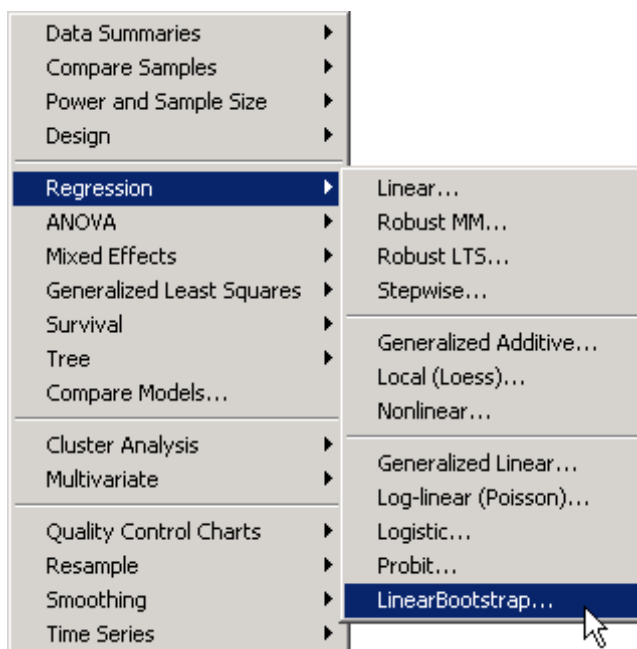 Data Summaries
Compare Samples
Power and Sample Size
Design
Regression
ANOVA
Mixed Effects
Generalized Least Squares
Survival
Tree
Compare Models...
Cluster Analysis
Multivariate
Quality Control Charts
Resample
Smoothing
Time Series
Linear...
Robust MM...
Robust LTS...
Stepwise...
Generalized Additive...
Local (Loess)...
Nonlinear...
Generalized Linear...
Log-linear (Poisson)...
Logistic...
Probit...
LinearBootstrap...